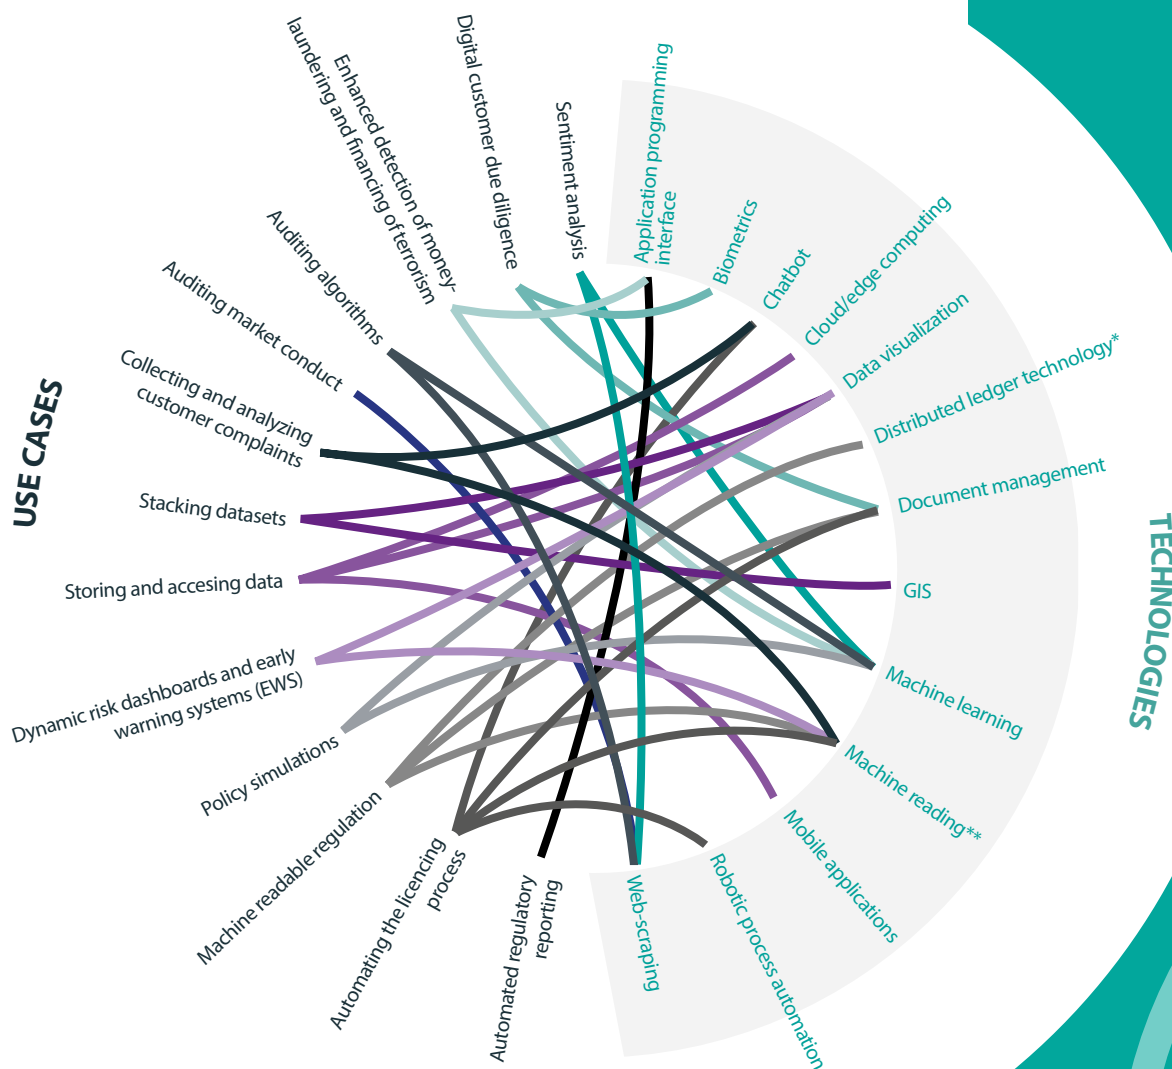 USE CASES
Sentiment analysis
Digital customer due diligence
Enhanced detection of money-
laundering and financing of terrorism
Auditing algorithms
Auditing market conduct
Collecting and analyzing
customer complaints
Stacking datasets
Storing and accesing data
Dynamic risk dashboards and early
warning systems (EWS)
Policy simulations
Machine readable regulation
Automating the licencing
process
Automated regulatory
reporting
TECHNOLOGIES
Application programming
interface
Biometrics
Chatbot
Cloud/edge computing
Data visualization
Distributed ledger technology*
Document management
GIS
Machine learning
Machine reading**
Mobile applications
Robotic process automation
Web-scraping